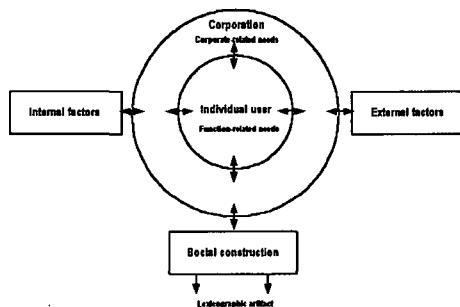 Corporation
Corporate-related needs
Individual user
Function-related needs
Internal factors
External factors
Social construction
Lexicographic artifact